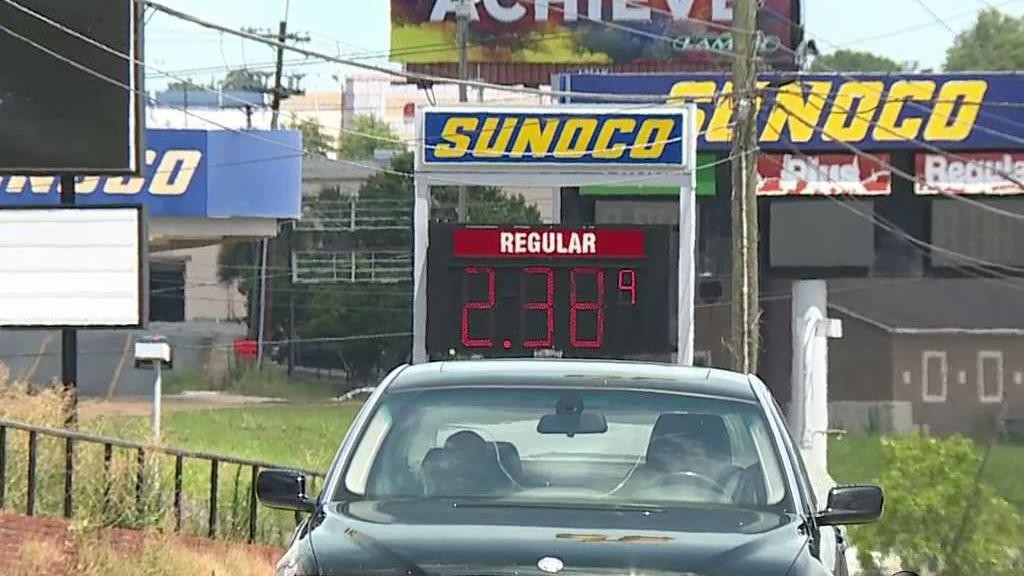 ACHIEVE
SUNOCO
SUNOCO
SUNOCO
Plus
Regular
REGULAR
2.38 9